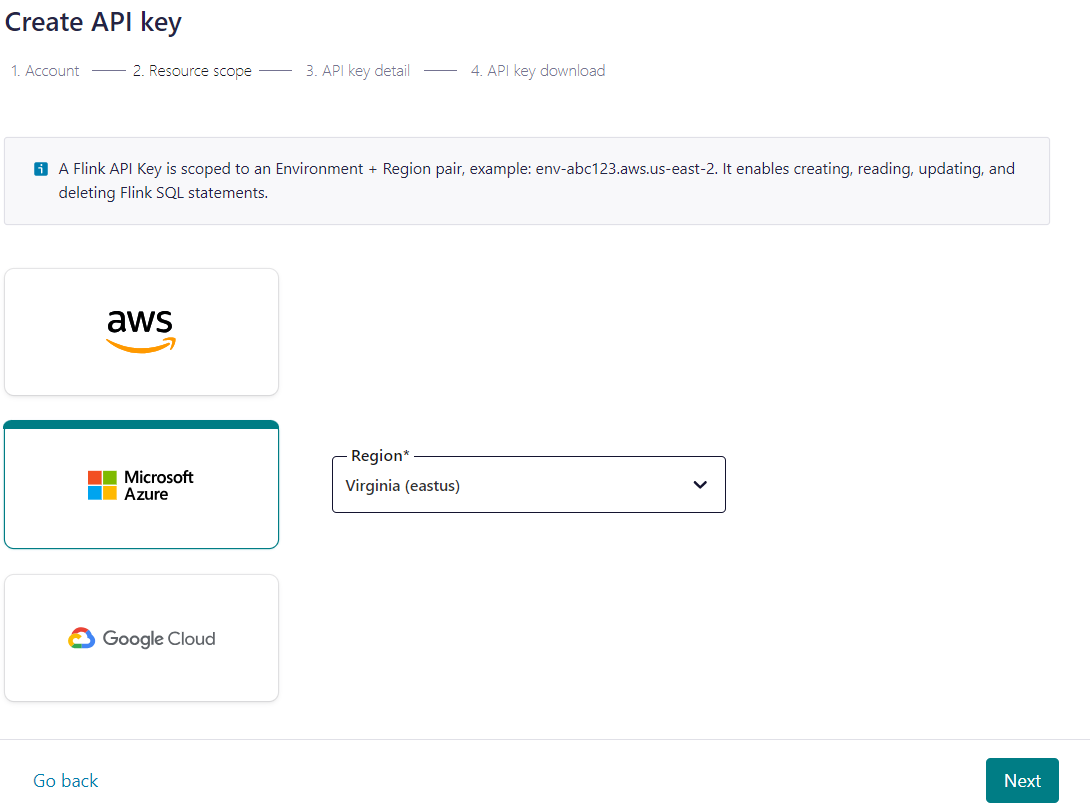 Create API key
1. Account 2. Resource scope 3. API key detail 4. API key download
A Flink API Key is scoped to an Environment + Region pair, example: env-abc123.aws.us-east-2. It enables creating, reading, updating, and
deleting Flink SQL statements.
aws
Microsoft
Azure
Region*
Virginia (eastus)
Google Cloud
Go back
Next